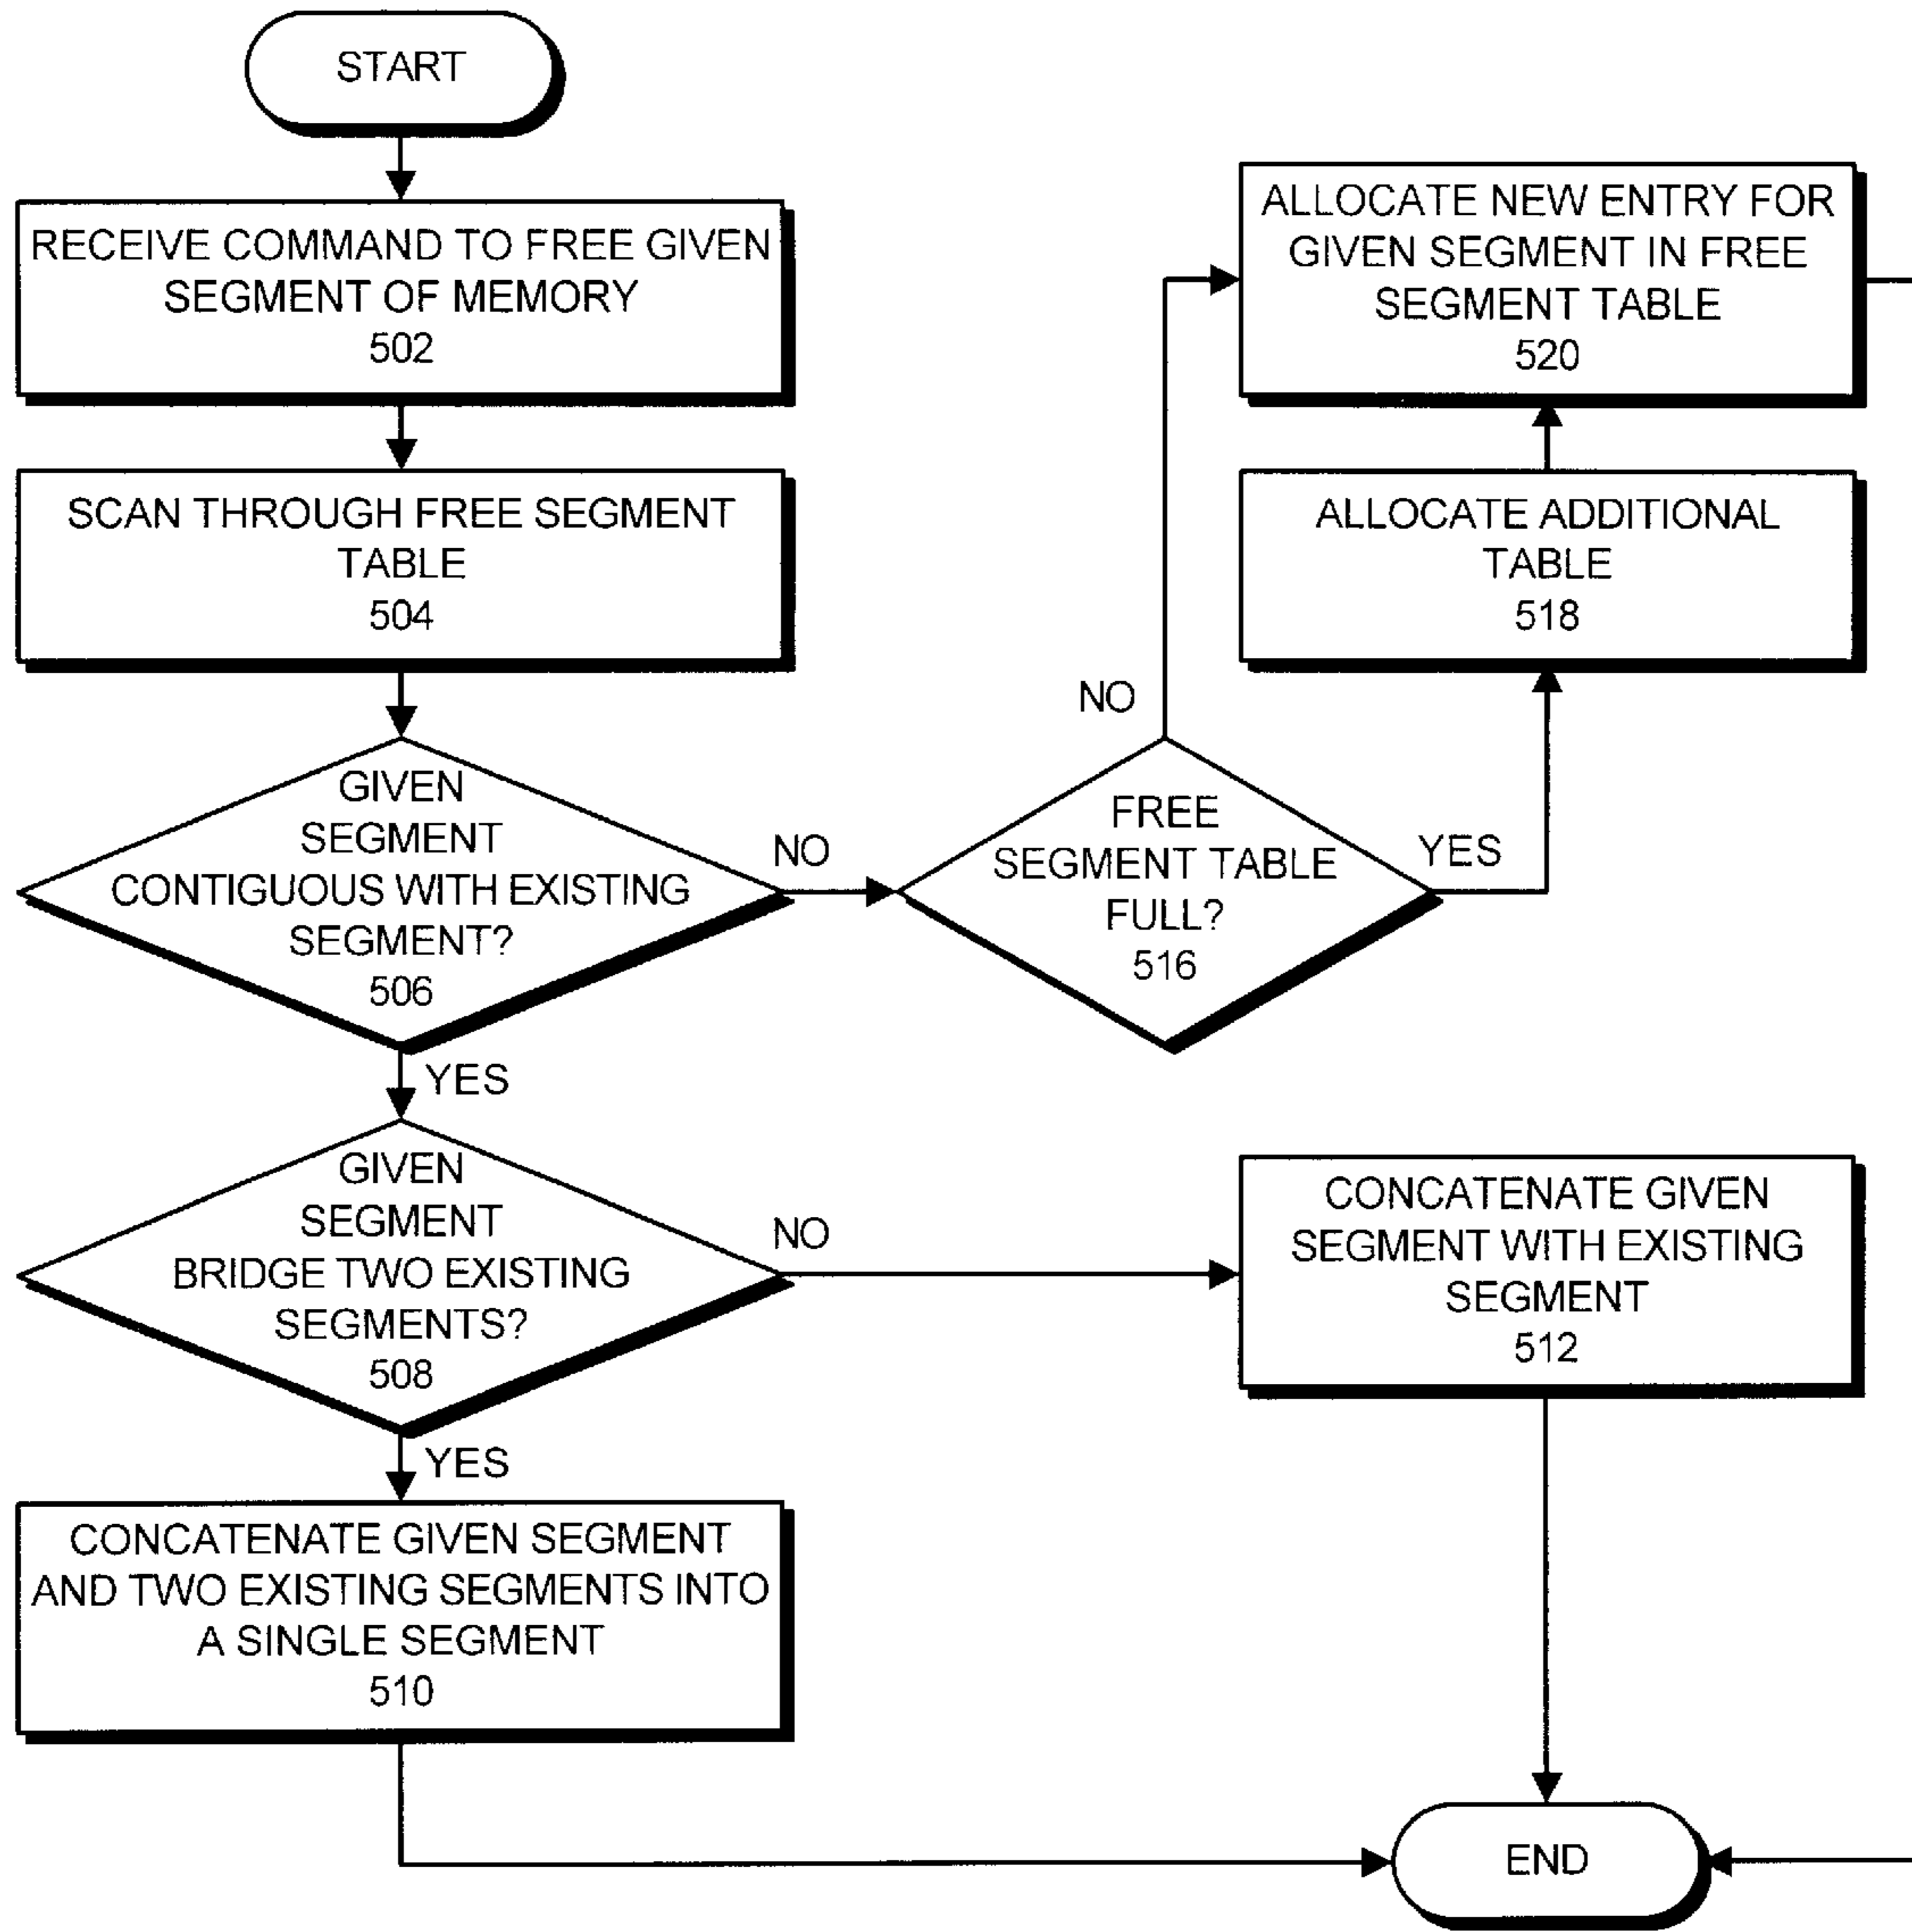 START
RECEIVE COMMAND TO FREE GIVEN
SEGMENT OF MEMORY
502
SCAN THROUGH FREE SEGMENT
TABLE
504
GIVEN
SEGMENT
CONTIGUOUS WITH EXISTING
SEGMENT?
506
NO
YES
FREE
SEGMENT TABLE
FULL?
516
NO
YES
ALLOCATE ADDITIONAL
TABLE
518
ALLOCATE NEW ENTRY FOR
GIVEN SEGMENT IN FREE
SEGMENT TABLE
520
GIVEN
SEGMENT
BRIDGE TWO EXISTING
SEGMENTS?
508
NO
YES
CONCATENATE GIVEN
SEGMENT WITH EXISTING
SEGMENT
512
CONCATENATE GIVEN SEGMENT
AND TWO EXISTING SEGMENTS INTO
A SINGLE SEGMENT
510
END